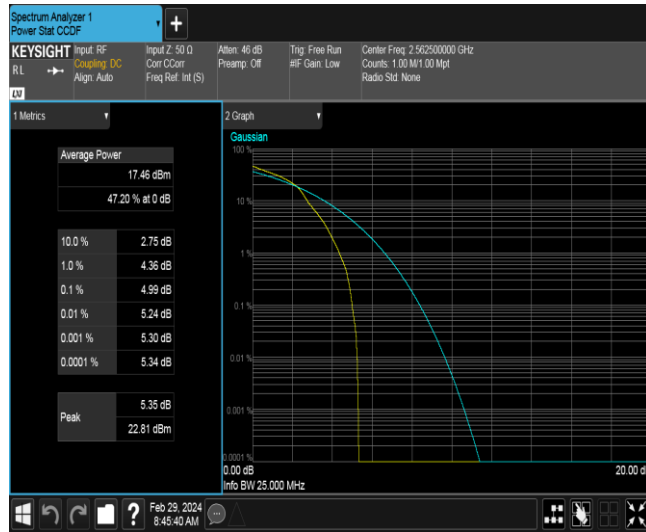 Spectrum Analyzer 1
Power Stat CCDF
+
KEYSIGHT
RL
LXI
Input: RF
Coupling: DC
Align: Auto
Input Z: 50 Ω
Corr CCorr
Freq Ref: Int (S)
Atten: 46 dB
Preamp: Off
Trig: Free Run
#IF Gain: Low
Center Freq: 2.562500000 GHz
Counts: 1.00 M/1.00 Mpt
Radio Std: None
1 Metrics
Average Power
17.46 dBm
47.20 % at 0 dB
10.0 % 2.75 dB
1.0 % 4.36 dB
0.1 % 4.99 dB
0.01 % 5.24 dB
0.001 % 5.30 dB
0.0001 % 5.34 dB
Peak
5.35 dB
22.81 dBm
2 Graph
Gaussian
100 %
10 %
1 %
0.1 %
0.01 %
0.001 %
0.0001 %
0.00 dB
20.00 d
Info BW 25.000 MHz
?
Feb 29, 2024
8:45:40 AM